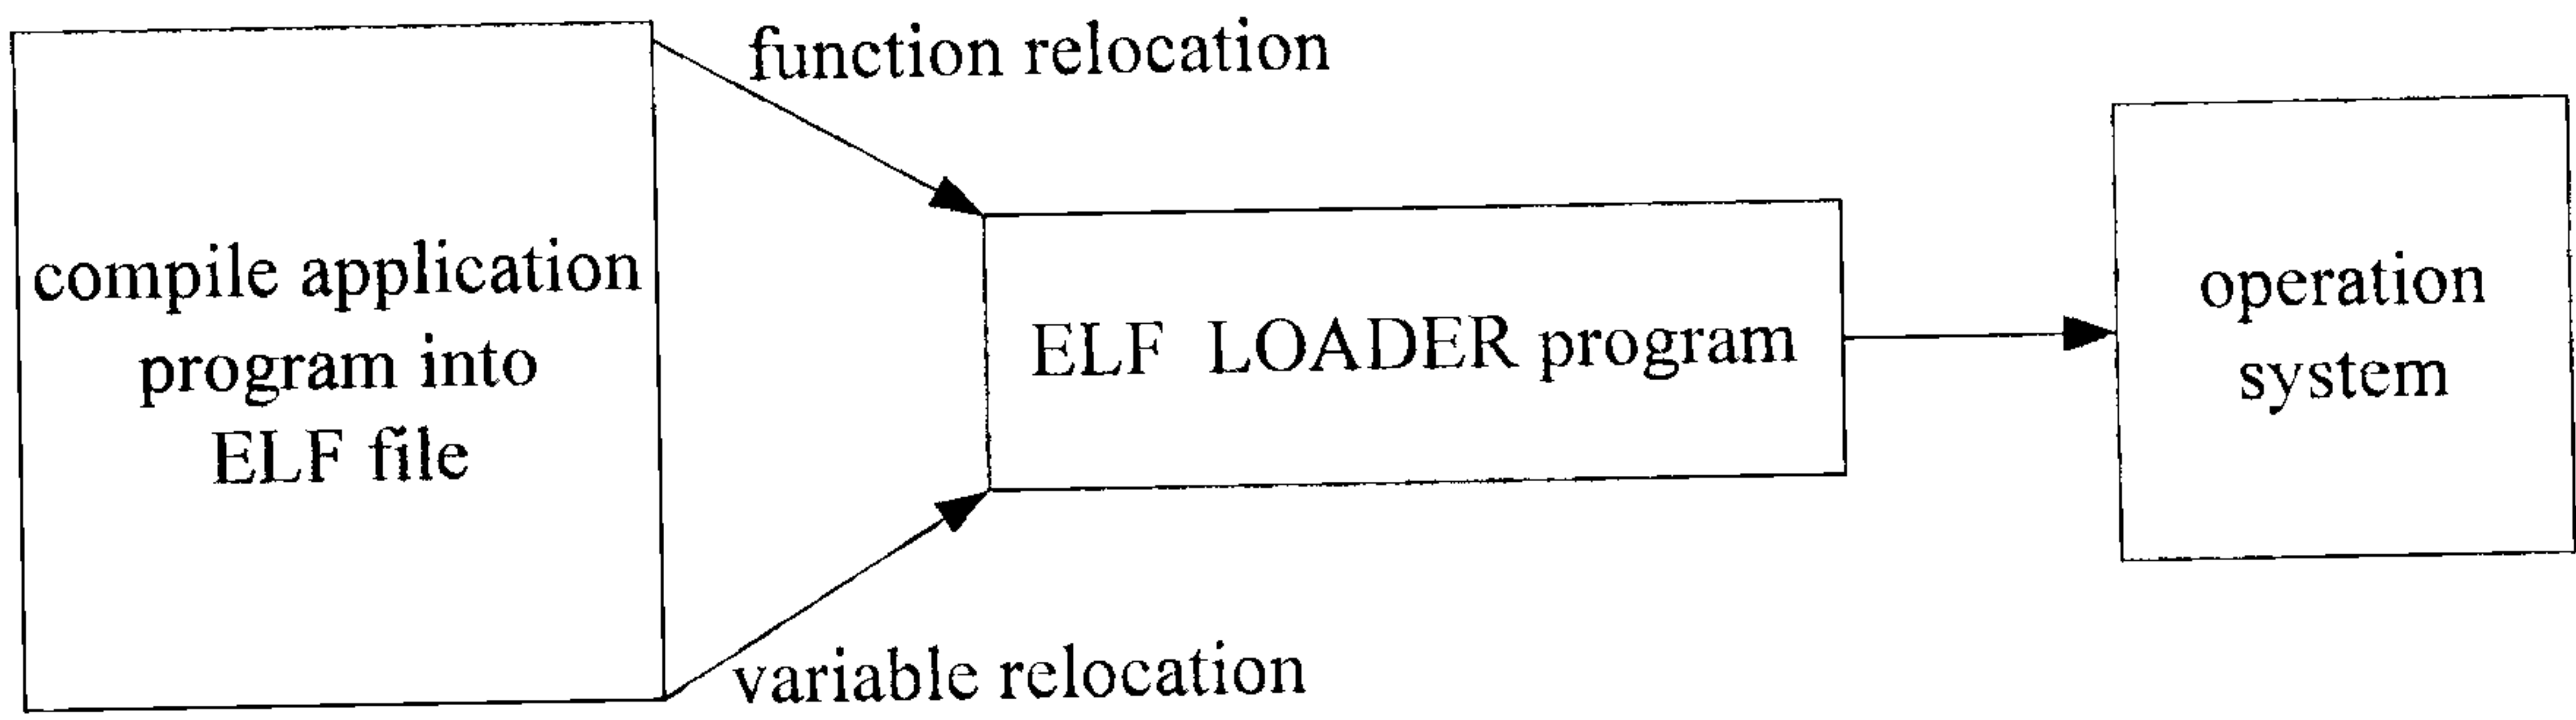 function relocation
compile application
program into
ELF file
ELF LOADER program
operation
system
variable relocation